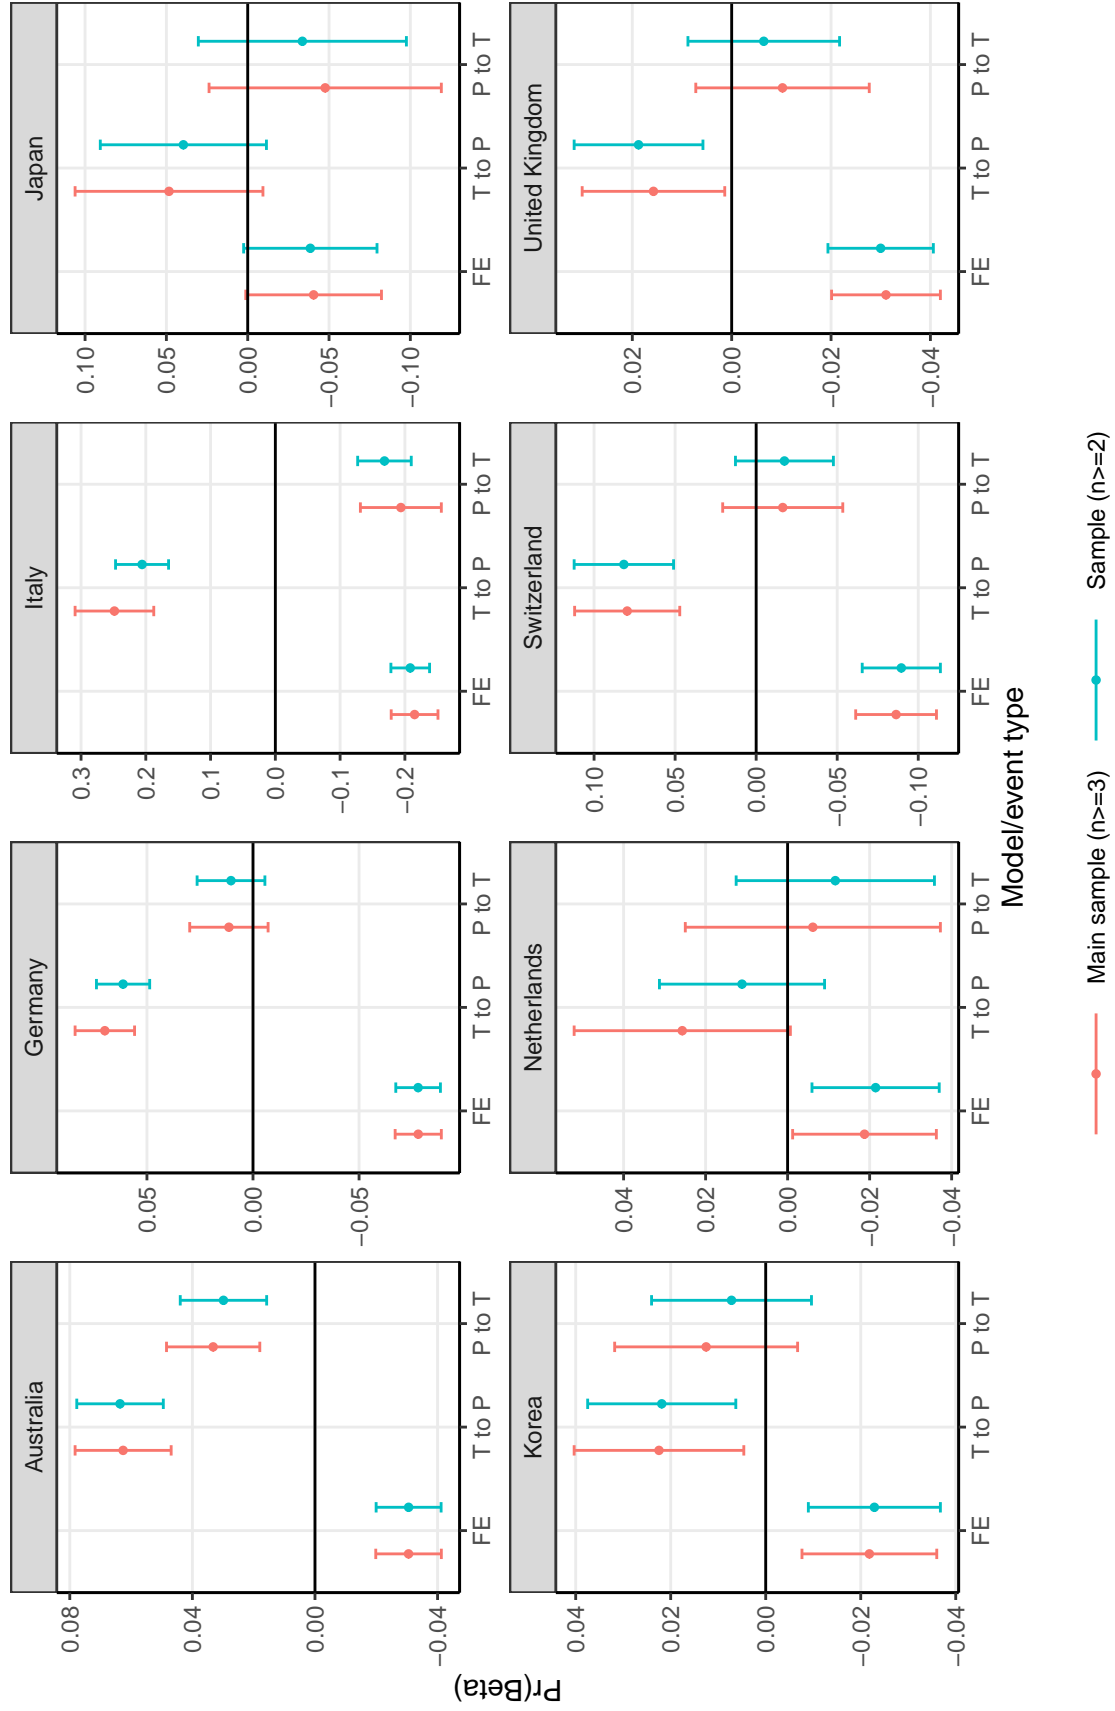 Australia
Germany
Italy
Japan
0.08
0.04
0.00
−0.04
0.05
0.00
−0.05
0.3
0.2
0.1
0.0
−0.1
−0.2
0.10
0.05
0.00
−0.05
−0.10
FE T to P P to T
FE T to P P to T
FE T to P P to T
FE T to P P to T
Korea
Netherlands
Switzerland
United Kingdom
0.04
0.02
0.00
−0.02
−0.04
0.04
0.02
0.00
−0.02
−0.04
0.10
0.05
0.00
−0.05
−0.10
0.02
0.00
−0.02
−0.04
FE T to P P to T
FE T to P P to T
FE T to P P to T
FE T to P P to T
Pr(Beta)
Model/event type
Main sample (n>=3) Sample (n>=2)